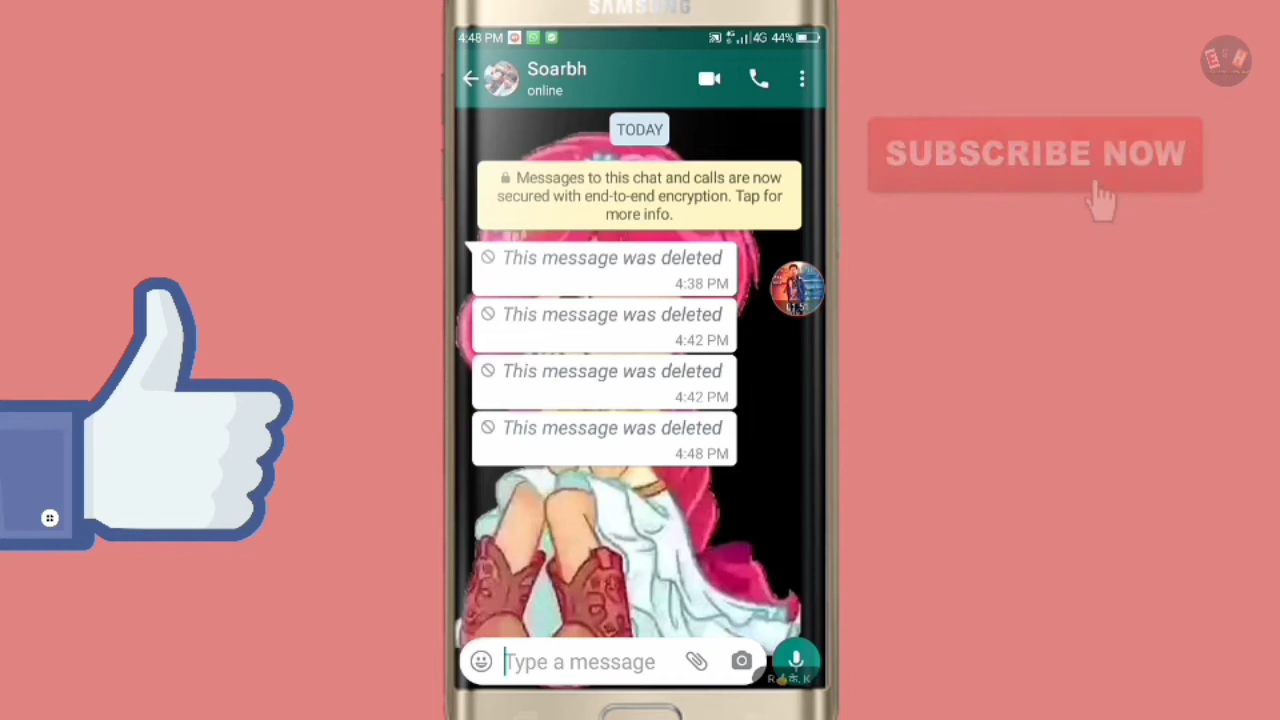 SAMSUNG
4:48 PM 4G 44%
Soarbh
online
TODAY
Messages to this chat and calls are now
secured with end-to-end encryption. Tap for
more info.
This message was deleted
4:38 PM
This message was deleted
4:42 PM
This message was deleted
4:42 PM
This message was deleted
4:48 PM
Type a message
SUBSCRIBE NOW
01:51